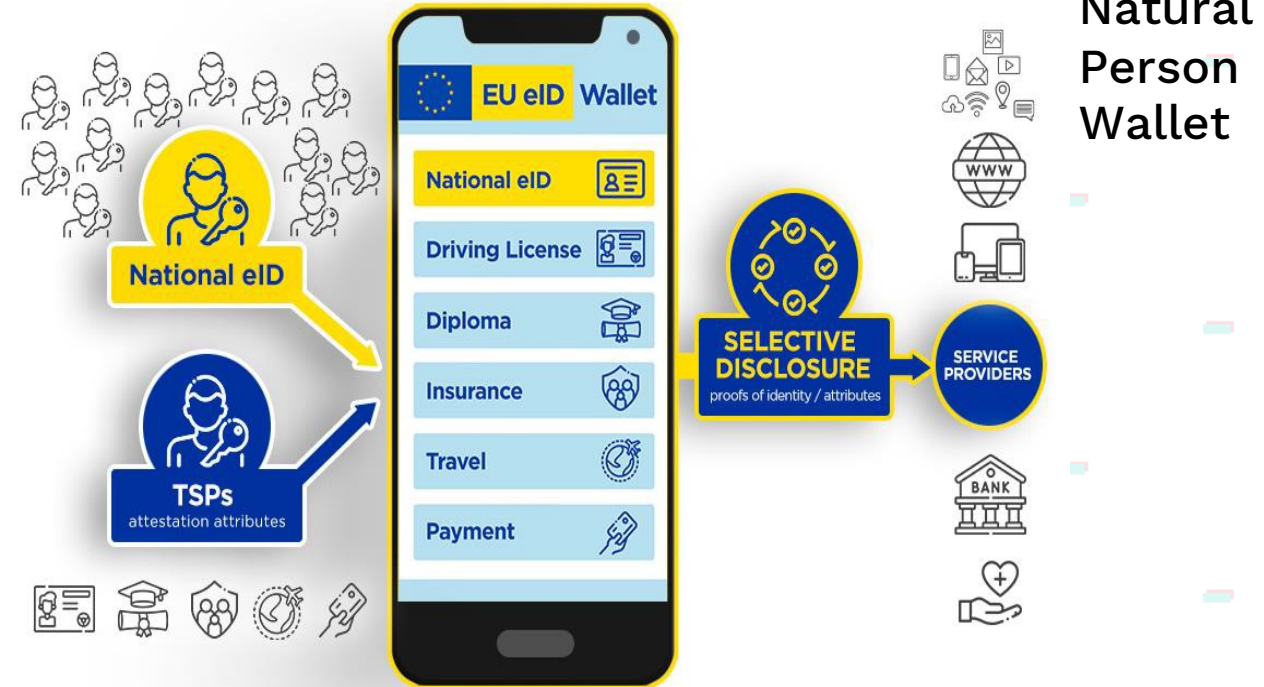 Natural
Person
Wallet
EU eID Wallet
National eID
Driving License
Diploma
Insurance
Travel
Payment
National eID
TSPs
attestation attributes
SELECTIVE
DISCLOSURE
proofs of identity / attributes
WWW
SERVICE
PROVIDERS
BANK